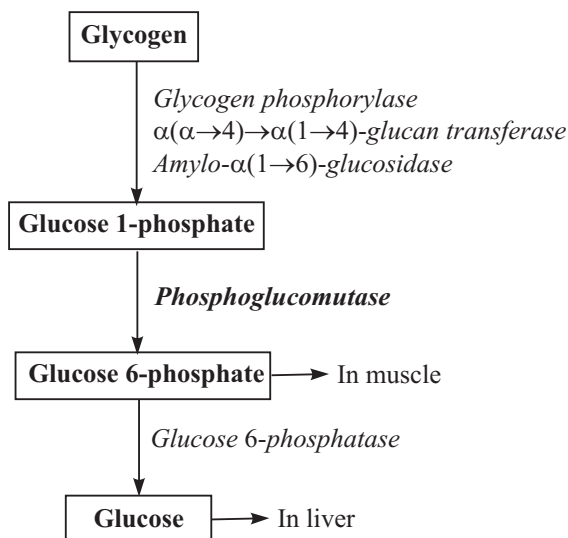 Glycogen
Glycogen phosphorylase
α(α→4)→α(1→4)-glucan transferase
Amylo-α(1→6)-glucosidase
Glucose 1-phosphate
Phosphoglucomutase
Glucose 6-phosphate
In muscle
Glucose 6-phosphatase
Glucose
In liver